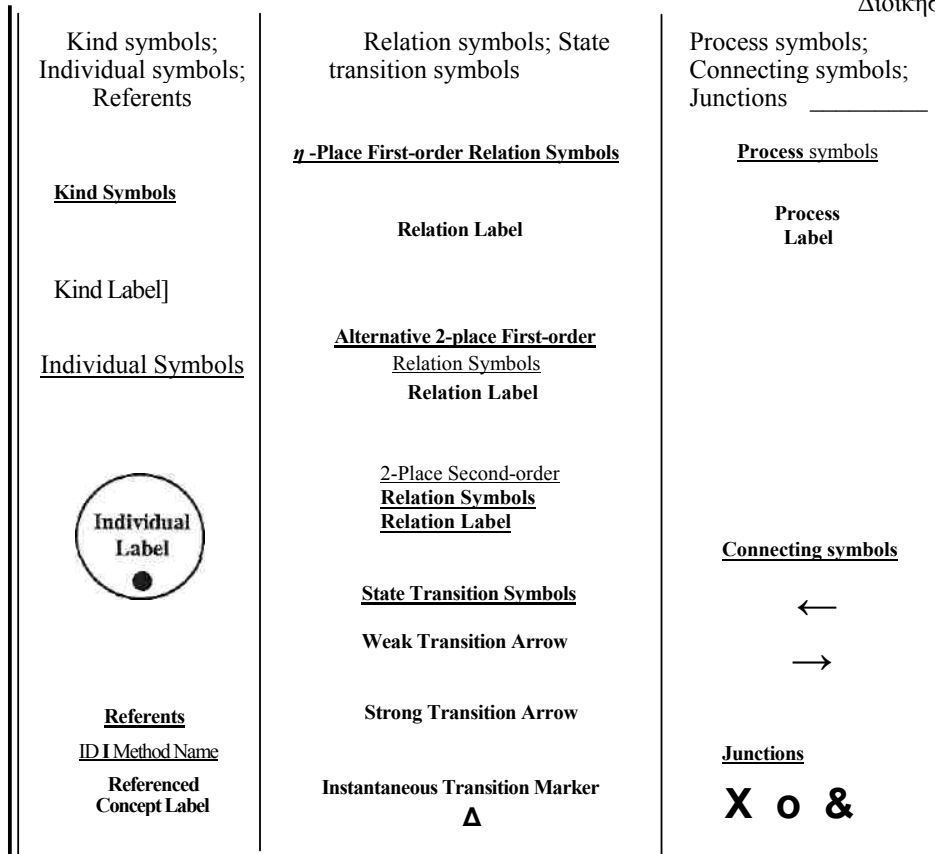 Διοίκησ
Kind symbols;
Individual symbols;
Referents
Kind Symbols
Kind Label]
Individual Symbols
Individual
Label
Referents
ID I Method Name
Referenced
Concept Label
Relation symbols; State
transition symbols
η -Place First-order Relation Symbols
Relation Label
Alternative 2-place First-order
Relation Symbols
Relation Label
2-Place Second-order
Relation Symbols
Relation Label
State Transition Symbols
Weak Transition Arrow
Strong Transition Arrow
Instantaneous Transition Marker
Δ
Process symbols;
Connecting symbols;
Junctions _________
Process symbols
Process
Label
Connecting symbols
←
→
Junctions
X o &